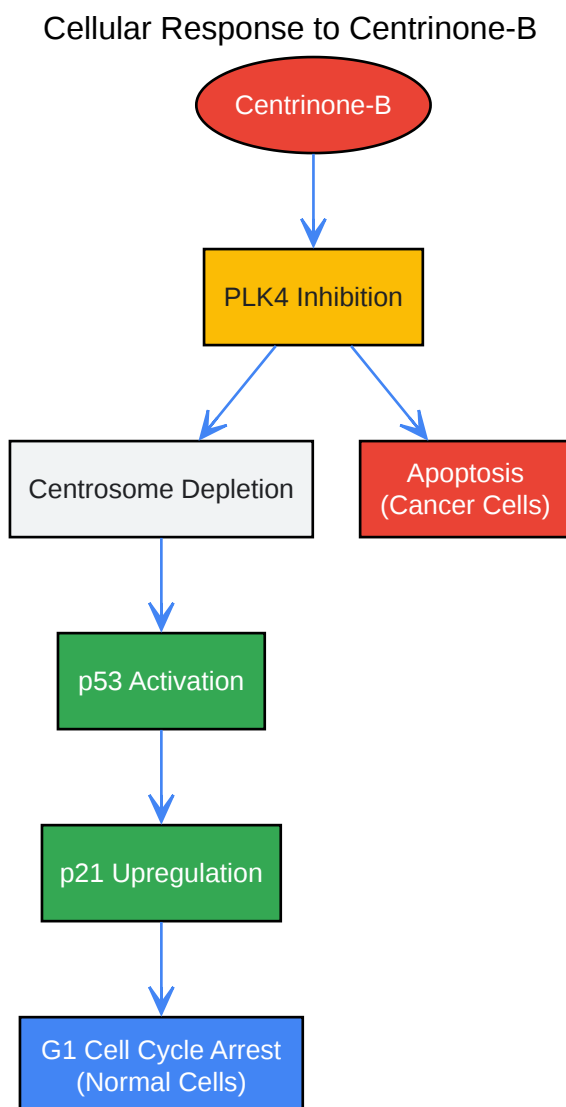 Cellular Response to Centrinone-B
Centrinone-B
PLK4 Inhibition
Centrosome Depletion
Apoptosis
(Cancer Cells)
p53 Activation
p21 Upregulation
G1 Cell Cycle Arrest
(Normal Cells)